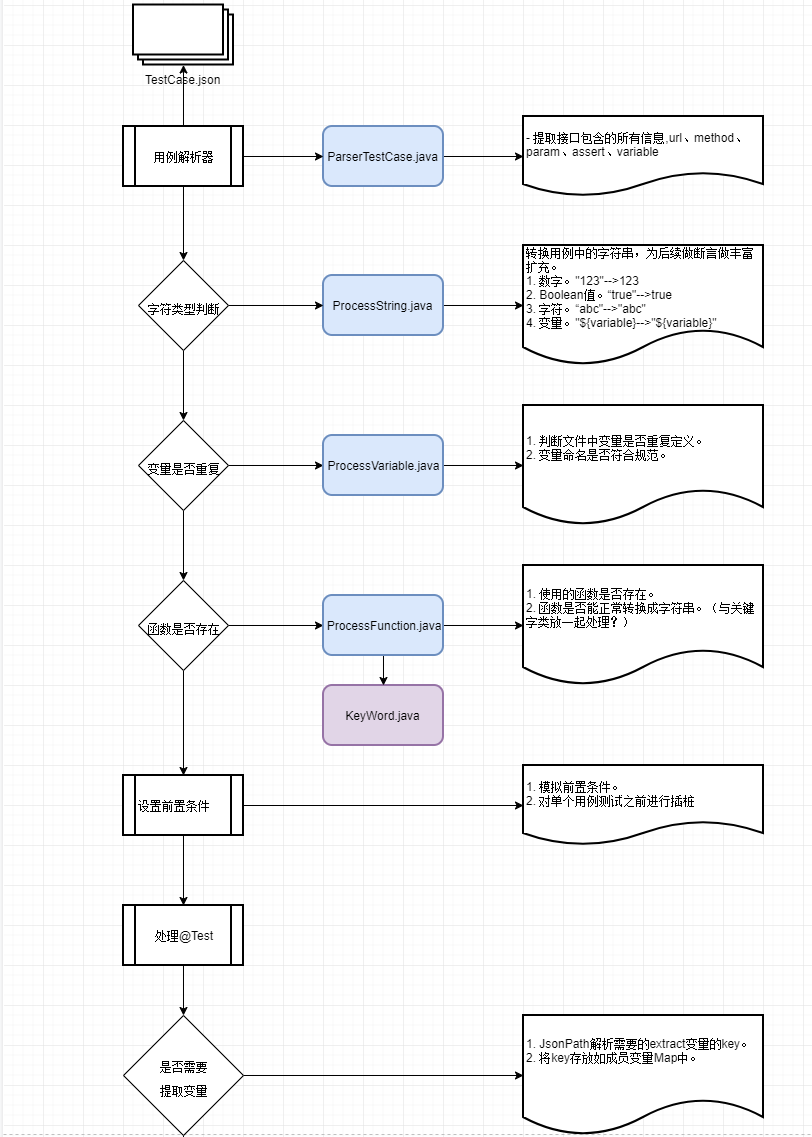 TestCase.json
用例解析器
ParserTestCase.java
- 提取接口包含的所有信息,url、method、
param、assert、variable
字符类型判断
ProcessString.java
转换用例中的字符串，为后续做断言做丰富
扩充。
1. 数字。"123"-->123
2. Boolean值。“true"-->true
3. 字符。“abc"-->"abc"
4. 变量。"${variable}-->"${variable}"
变量是否重复
ProcessVariable.java
1. 判断文件中变量是否重复定义。
2. 变量命名是否符合规范。
函数是否存在
ProcessFunction.java
1. 使用的函数是否存在。
2. 函数是否能正常转换成字符串。（与关键
字类放一起处理？）
KeyWord.java
设置前置条件
1. 模拟前置条件。
2. 对单个用例测试之前进行插桩
处理@Test
是否需要
提取变量
1. JsonPath解析需要的extract变量的key。
2. 将key存放如成员变量Map中。